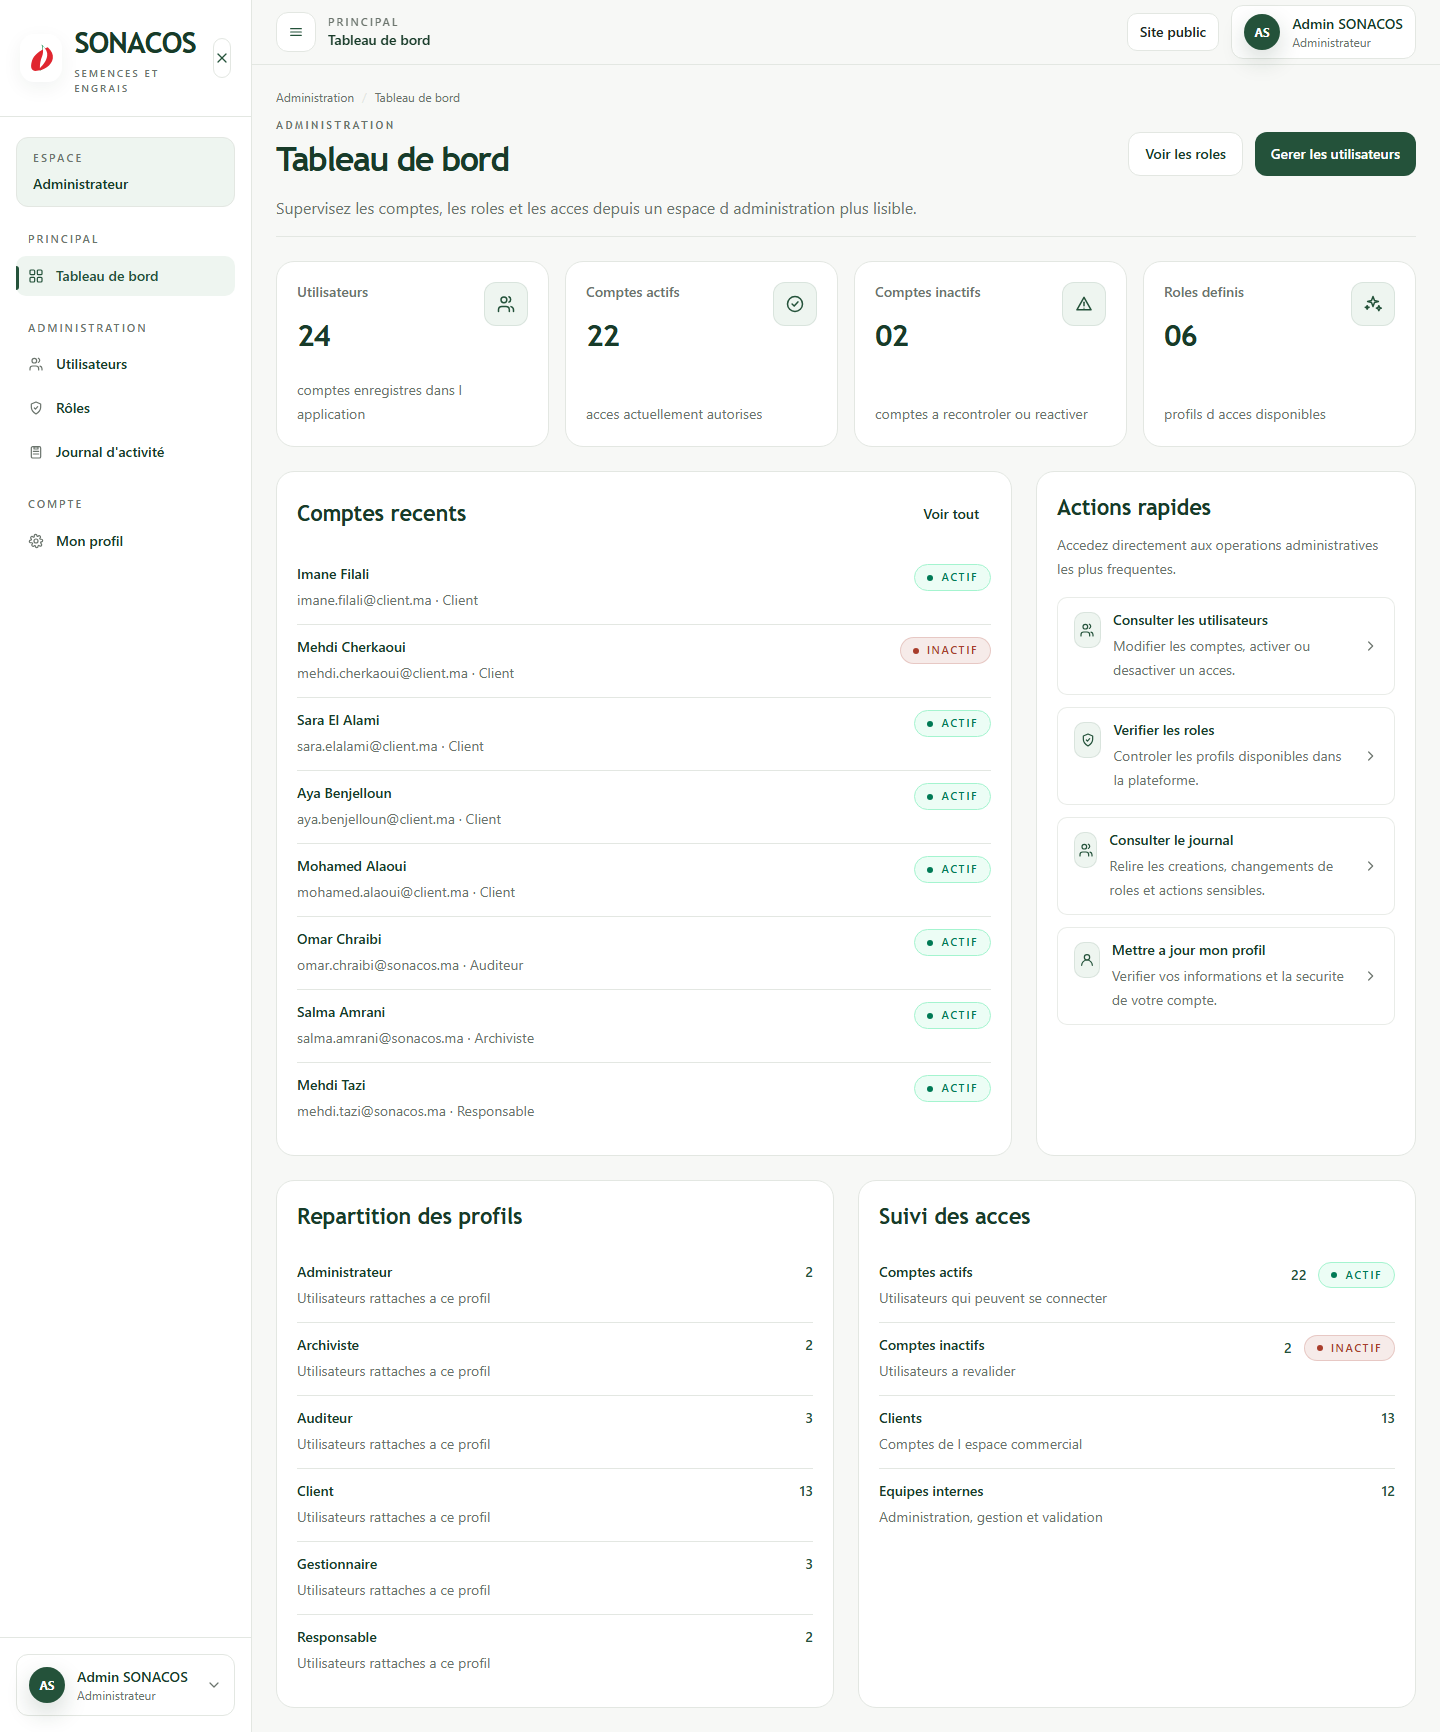 SONACOS
SEMENCES ET
ENGRAIS
ESPACE
Administrateur
PRINCIPAL
Tableau de bord
ADMINISTRATION
Utilisateurs
Rôles
Journal d'activité
COMPTE
Mon profil
AS
Admin SONACOS
Administrateur
PRINCIPAL
Tableau de bord
Site public
AS
Admin SONACOS
Administrateur
Administration / Tableau de bord
ADMINISTRATION
Tableau de bord
Voir les roles
Gerer les utilisateurs
Supervisez les comptes, les roles et les acces depuis un espace d administration plus lisible.
Utilisateurs
24
comptes enregistres dans l
application
Comptes actifs
22
acces actuellement autorises
Comptes inactifs
02
comptes a recontroler ou reactiver
Roles definis
06
profils d acces disponibles
Comptes recents
Voir tout
Imane Filali
ACTIF
imane.filali@client.ma · Client
Mehdi Cherkaoui
INACTIF
mehdi.cherkaoui@client.ma · Client
Sara El Alami
ACTIF
sara.elalami@client.ma · Client
Aya Benjelloun
ACTIF
aya.benjelloun@client.ma · Client
Mohamed Alaoui
ACTIF
mohamed.alaoui@client.ma · Client
Omar Chraibi
ACTIF
omar.chraibi@sonacos.ma · Auditeur
Salma Amrani
ACTIF
salma.amrani@sonacos.ma · Archiviste
Mehdi Tazi
ACTIF
mehdi.tazi@sonacos.ma · Responsable
Actions rapides
Accedez directement aux operations administratives
les plus frequentes.
Consulter les utilisateurs
Modifier les comptes, activer ou
desactiver un acces.
Verifier les roles
Controler les profils disponibles dans
la plateforme.
Consulter le journal
Relire les creations, changements de
roles et actions sensibles.
Mettre a jour mon profil
Verifier vos informations et la securite
de votre compte.
Repartition des profils
Administrateur 2
Utilisateurs rattaches a ce profil
Archiviste 2
Utilisateurs rattaches a ce profil
Auditeur 3
Utilisateurs rattaches a ce profil
Client 13
Utilisateurs rattaches a ce profil
Gestionnaire 3
Utilisateurs rattaches a ce profil
Responsable 2
Utilisateurs rattaches a ce profil
Suivi des acces
Comptes actifs 22 ACTIF
Utilisateurs qui peuvent se connecter
Comptes inactifs 2 INACTIF
Utilisateurs a revalider
Clients 13
Comptes de l espace commercial
Equipes internes 12
Administration, gestion et validation